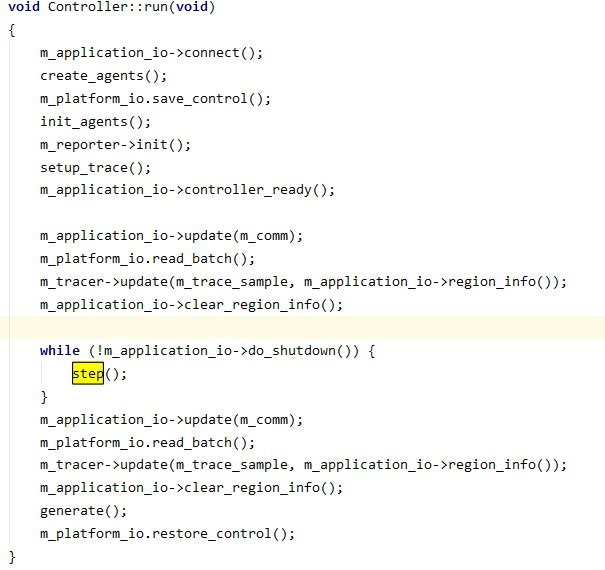 void Controller::run(void)
{
    m_application_io->connect();
    create_agents();
    m_platform_io.save_control();
    init_agents();
    m_reporter->init();
    setup_trace();
    m_application_io->controller_ready();

    m_application_io->update(m_comm);
    m_platform_io.read_batch();
    m_tracer->update(m_trace_sample, m_application_io->region_info());
    m_application_io->clear_region_info();

    while (!m_application_io->do_shutdown()) {
        step();
    }
    m_application_io->update(m_comm);
    m_platform_io.read_batch();
    m_tracer->update(m_trace_sample, m_application_io->region_info());
    m_application_io->clear_region_info();
    generate();
    m_platform_io.restore_control();
}